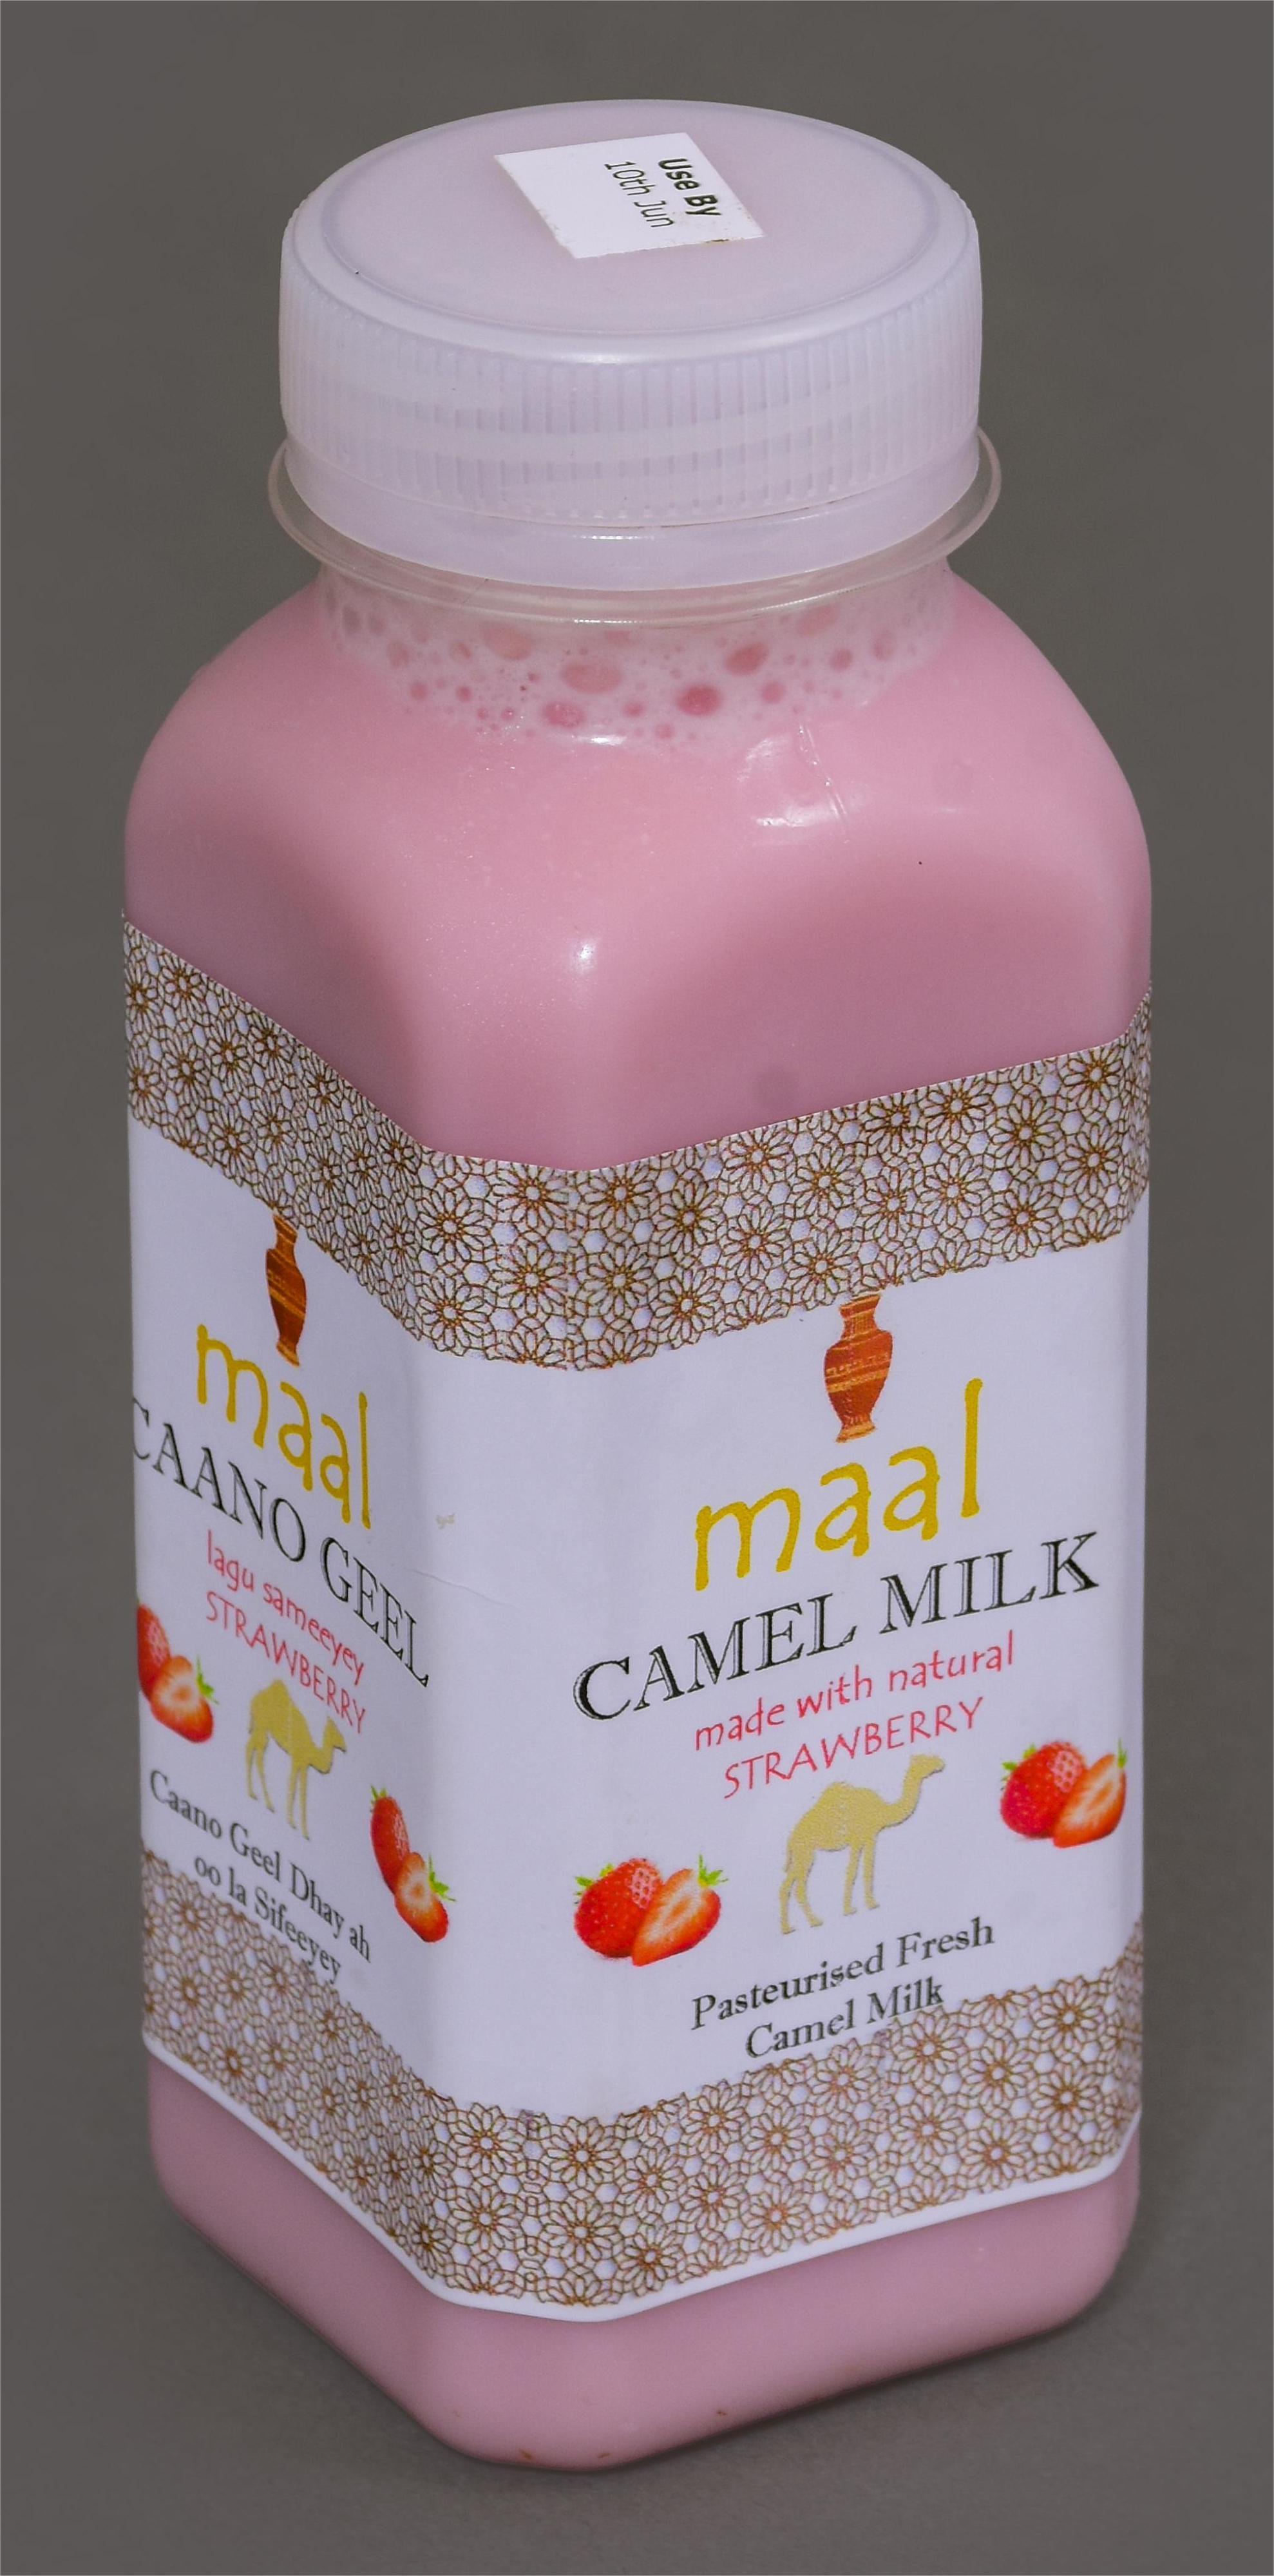 Use By
10th Jun
maal
CAANO GEEL
lagu sameeyey
STRAWBERRY
Caano Geel Dhay ah
oo la Sifeeyey
maal
CAMEL MILK
made with natural
STRAWBERRY
Pasteurised Fresh
Camel Milk